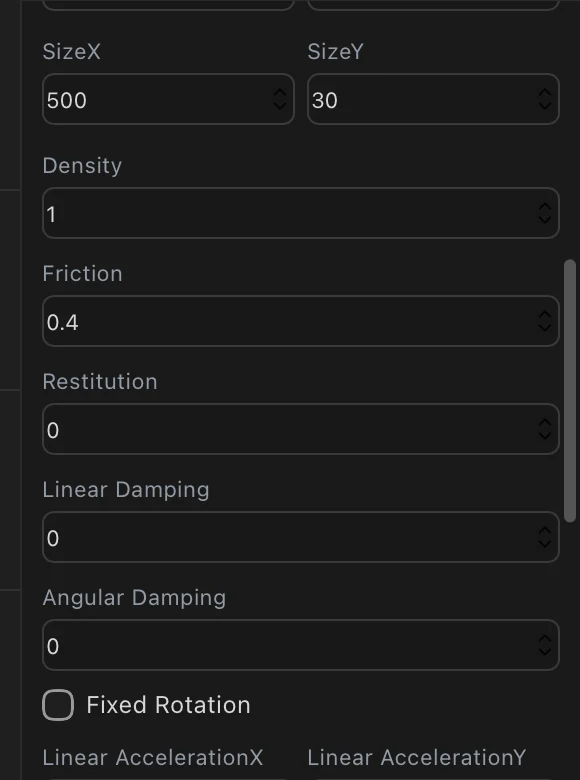 SizeX SizeY
500 30
Density
1
Friction
0.4
Restitution
0
Linear Damping
0
Angular Damping
0
Fixed Rotation
Linear AccelerationX Linear AccelerationY